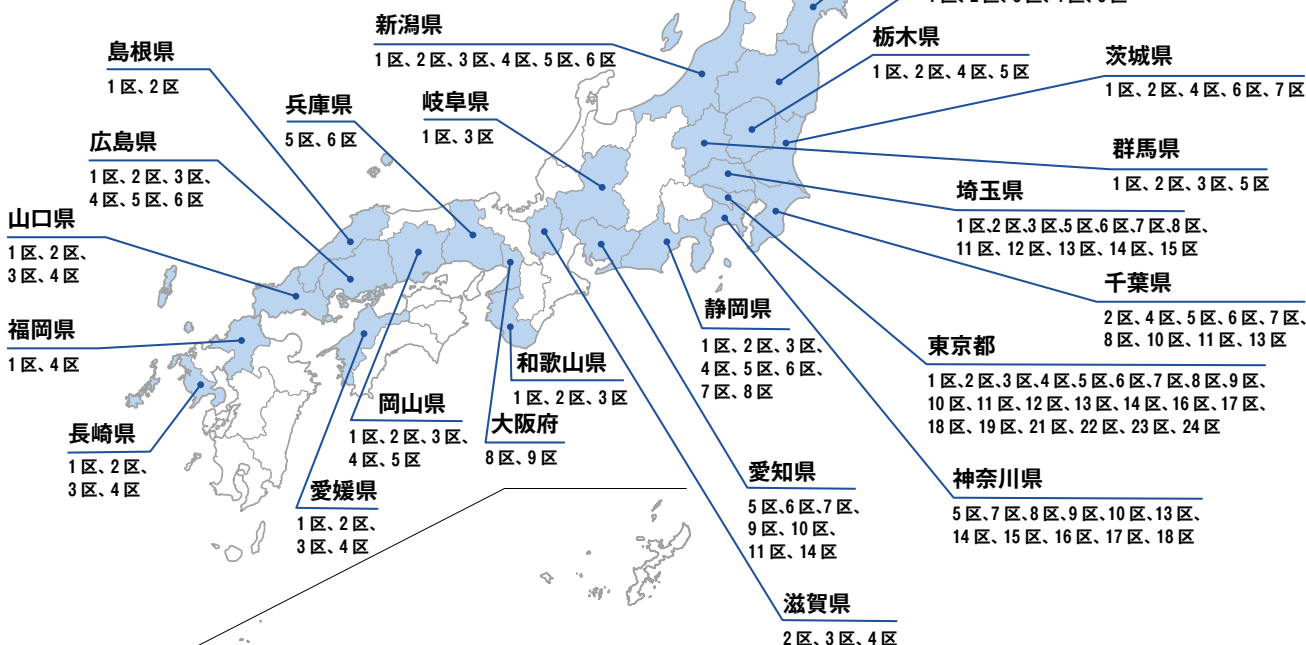 新潟県
1区、2区、3区、4区、5区、6区
島根県
1区、2区
兵庫県
5区、6区
岐阜県
1区、3区
栃木県
1区、2区、4区、5区
茨城県
1区、2区、4区、6区、7区
広島県
1区、2区、3区、
4区、5区、6区
群馬県
1区、2区、3区、5区
山口県
1区、2区、
3区、4区
埼玉県
1区、2区、3区、5区、6区、7区、8区、
11区、12区、13区、14区、15区
千葉県
2区、4区、5区、6区、7区、
8区、10区、11区、13区
福岡県
1区、4区
静岡県
1区、2区、3区、
4区、5区、6区、
7区、8区
東京都
1区、2区、3区、4区、5区、6区、7区、8区、9区、
10区、11区、12区、13区、14区、16区、17区、
18区、19区、21区、22区、23区、24区
和歌山県
1区、2区、3区
岡山県
1区、2区、3区、
4区、5区
大阪府
8区、9区
長崎県
1区、2区、
3区、4区
愛媛県
1区、2区、
3区、4区
愛知県
5区、6区、7区、
9区、10区、
11区、14区
神奈川県
5区、7区、8区、9区、10区、13区、
14区、15区、16区、17区、18区
滋賀県
2区、3区、4区